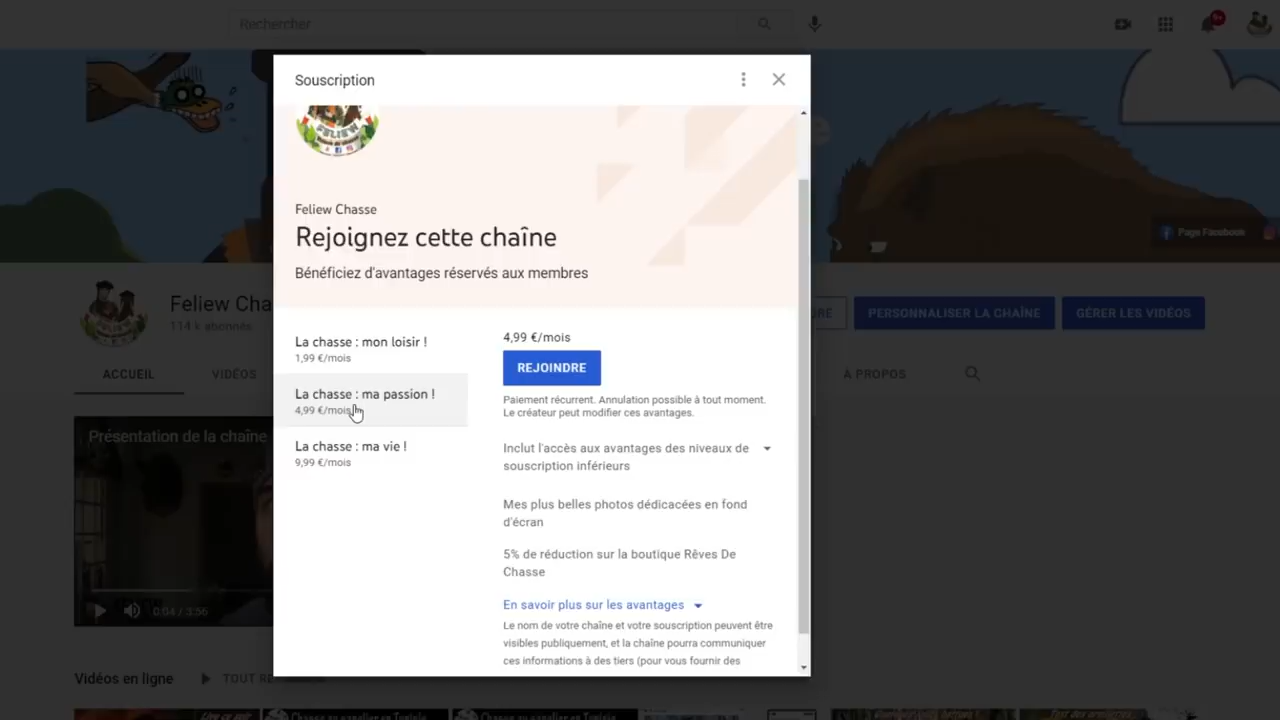 Rechercher
9+
Souscription
FELIEW
Feliew Chasse
Rejoignez cette chaîne
Bénéficiez d'avantages réservés aux membres
Page Facebook
Feliew Cha
114 k abonnés
URE
PERSONNALISER LA CHAÎNE
GÉRER LES VIDÉOS
La chasse : mon loisir !
1,99 €/mois
La chasse : ma passion !
4,99 €/mois
La chasse : ma vie !
9,99 €/mois
4,99 €/mois
REJOINDRE
Paiement récurrent. Annulation possible à tout moment.
Le créateur peut modifier ces avantages.
Inclut l'accès aux avantages des niveaux de
souscription inférieurs
Mes plus belles photos dédicacées en fond
d'écran
5% de réduction sur la boutique Rêves De
Chasse
En savoir plus sur les avantages
Le nom de votre chaîne et votre souscription peuvent être
visibles publiquement, et la chaîne pourra communiquer
ces informations à des tiers (pour vous fournir des
ACCUEIL
VIDÉOS
À PROPOS
Présentation de la chaîne
0:04 / 3:56
Vidéos en ligne
TOUT RE